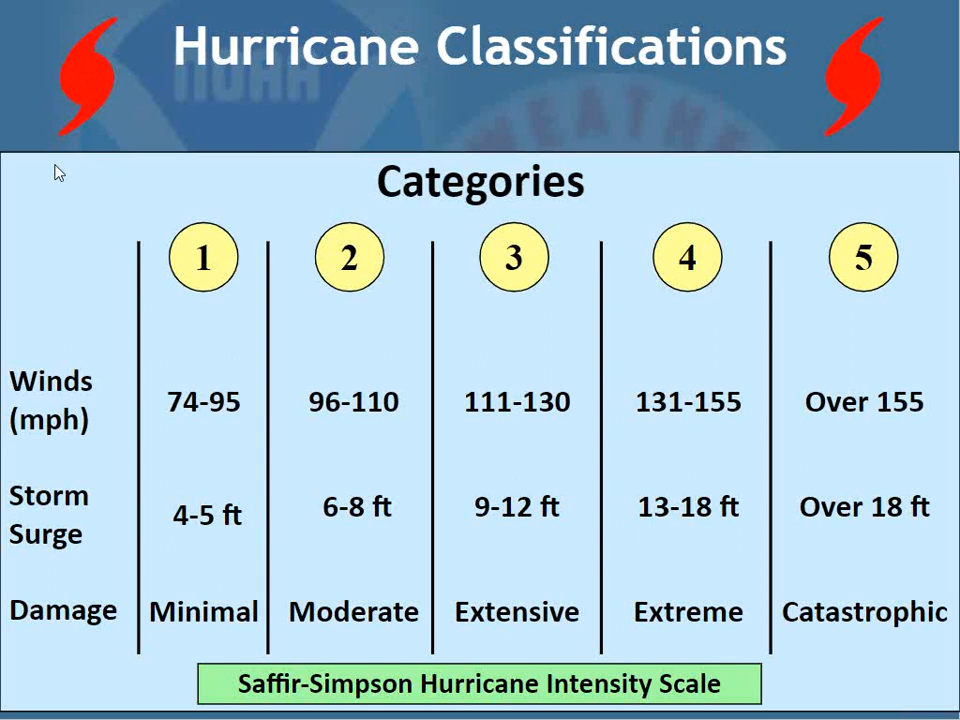 Hurricane Classifications
NOAA
WEATHE
Categories
1 2 3 4 5
Winds
(mph)
74-95 96-110 111-130 131-155 Over 155
Storm
Surge
4-5 ft 6-8 ft 9-12 ft 13-18 ft Over 18 ft
Damage Minimal Moderate Extensive Extreme Catastrophic
Saffir-Simpson Hurricane Intensity Scale